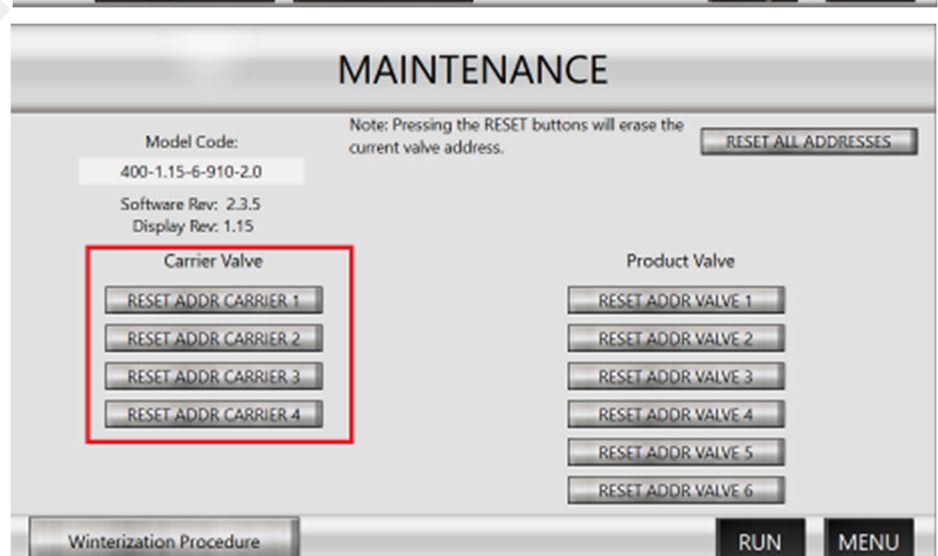 MAINTENANCE
Note: Pressing the RESET buttons will erase the
current valve address.
RESET ALL ADDRESSES
Model Code:
400-1.15-6-910-2.0
Software Rev: 2.3.5
Display Rev: 1.15
Carrier Valve
RESET ADDR CARRIER 1
RESET ADDR CARRIER 2
RESET ADDR CARRIER 3
RESET ADDR CARRIER 4
Product Valve
RESET ADDR VALVE 1
RESET ADDR VALVE 2
RESET ADDR VALVE 3
RESET ADDR VALVE 4
RESET ADDR VALVE 5
RESET ADDR VALVE 6
Winterization Procedure
RUN
MENU